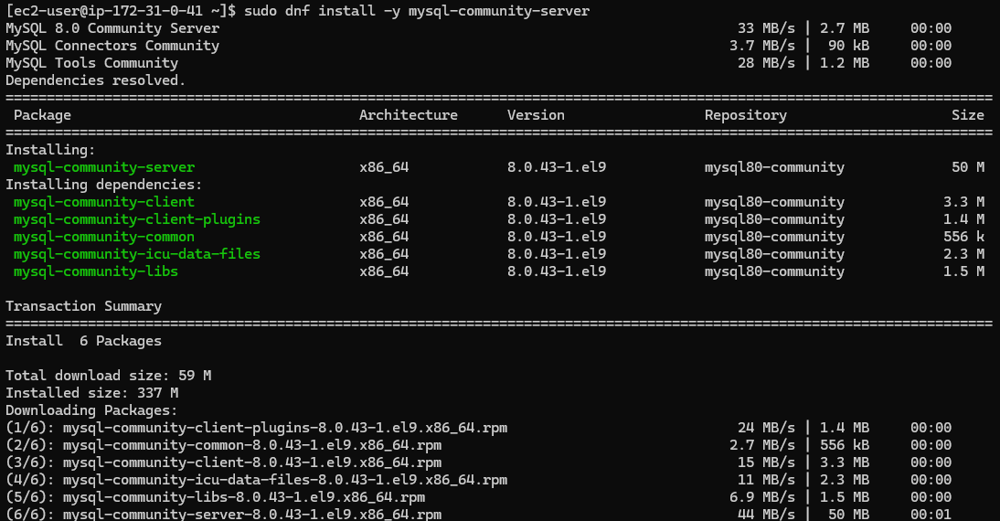 [ec2-user@ip-172-31-0-41 ~]$ sudo dnf install -y mysql-community-server
MySQL 8.0 Community Server 33 MB/s | 2.7 MB 00:00
MySQL Connectors Community 3.7 MB/s | 90 kB 00:00
MySQL Tools Community 28 MB/s | 1.2 MB 00:00
Dependencies resolved.
========================================================================================================================
Package Architecture Version Repository Size
========================================================================================================================
Installing:
mysql-community-server x86_64 8.0.43-1.el9 mysql80-community 50 M
Installing dependencies:
mysql-community-client x86_64 8.0.43-1.el9 mysql80-community 3.3 M
mysql-community-client-plugins x86_64 8.0.43-1.el9 mysql80-community 1.4 M
mysql-community-common x86_64 8.0.43-1.el9 mysql80-community 556 k
mysql-community-icu-data-files x86_64 8.0.43-1.el9 mysql80-community 2.3 M
mysql-community-libs x86_64 8.0.43-1.el9 mysql80-community 1.5 M
Transaction Summary
========================================================================================================================
Install 6 Packages
Total download size: 59 M
Installed size: 337 M
Downloading Packages:
(1/6): mysql-community-client-plugins-8.0.43-1.el9.x86_64.rpm 24 MB/s | 1.4 MB 00:00
(2/6): mysql-community-common-8.0.43-1.el9.x86_64.rpm 2.7 MB/s | 556 kB 00:00
(3/6): mysql-community-client-8.0.43-1.el9.x86_64.rpm 15 MB/s | 3.3 MB 00:00
(4/6): mysql-community-icu-data-files-8.0.43-1.el9.x86_64.rpm 11 MB/s | 2.3 MB 00:00
(5/6): mysql-community-libs-8.0.43-1.el9.x86_64.rpm 6.9 MB/s | 1.5 MB 00:00
(6/6): mysql-community-server-8.0.43-1.el9.x86_64.rpm 44 MB/s | 50 MB 00:01